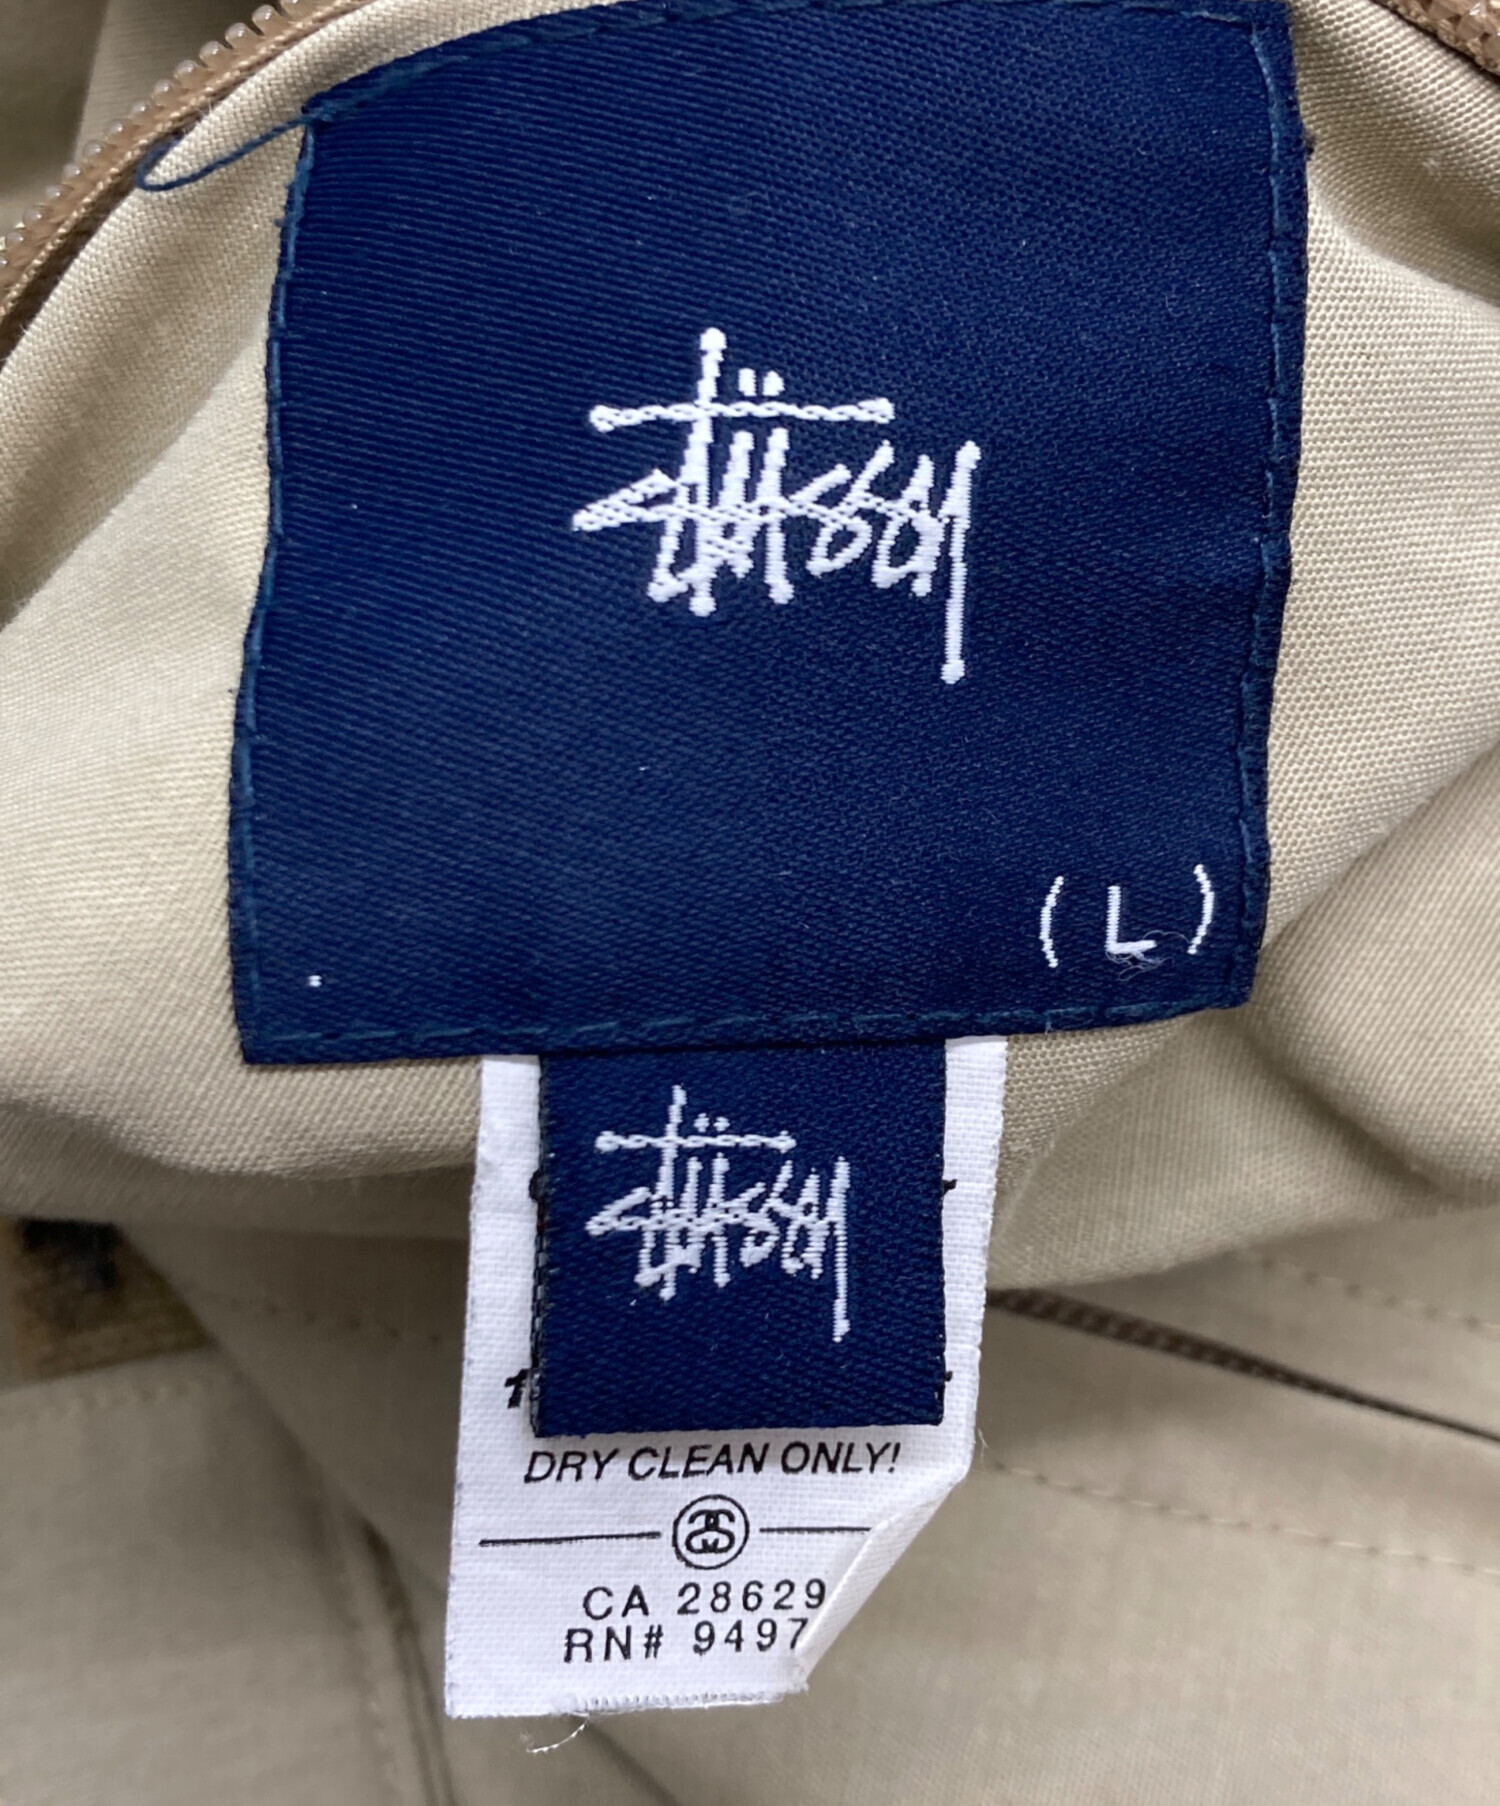 Stüssy
( L )
Stüssy
DRY CLEAN ONLY!
CA 28629
RN# 9497